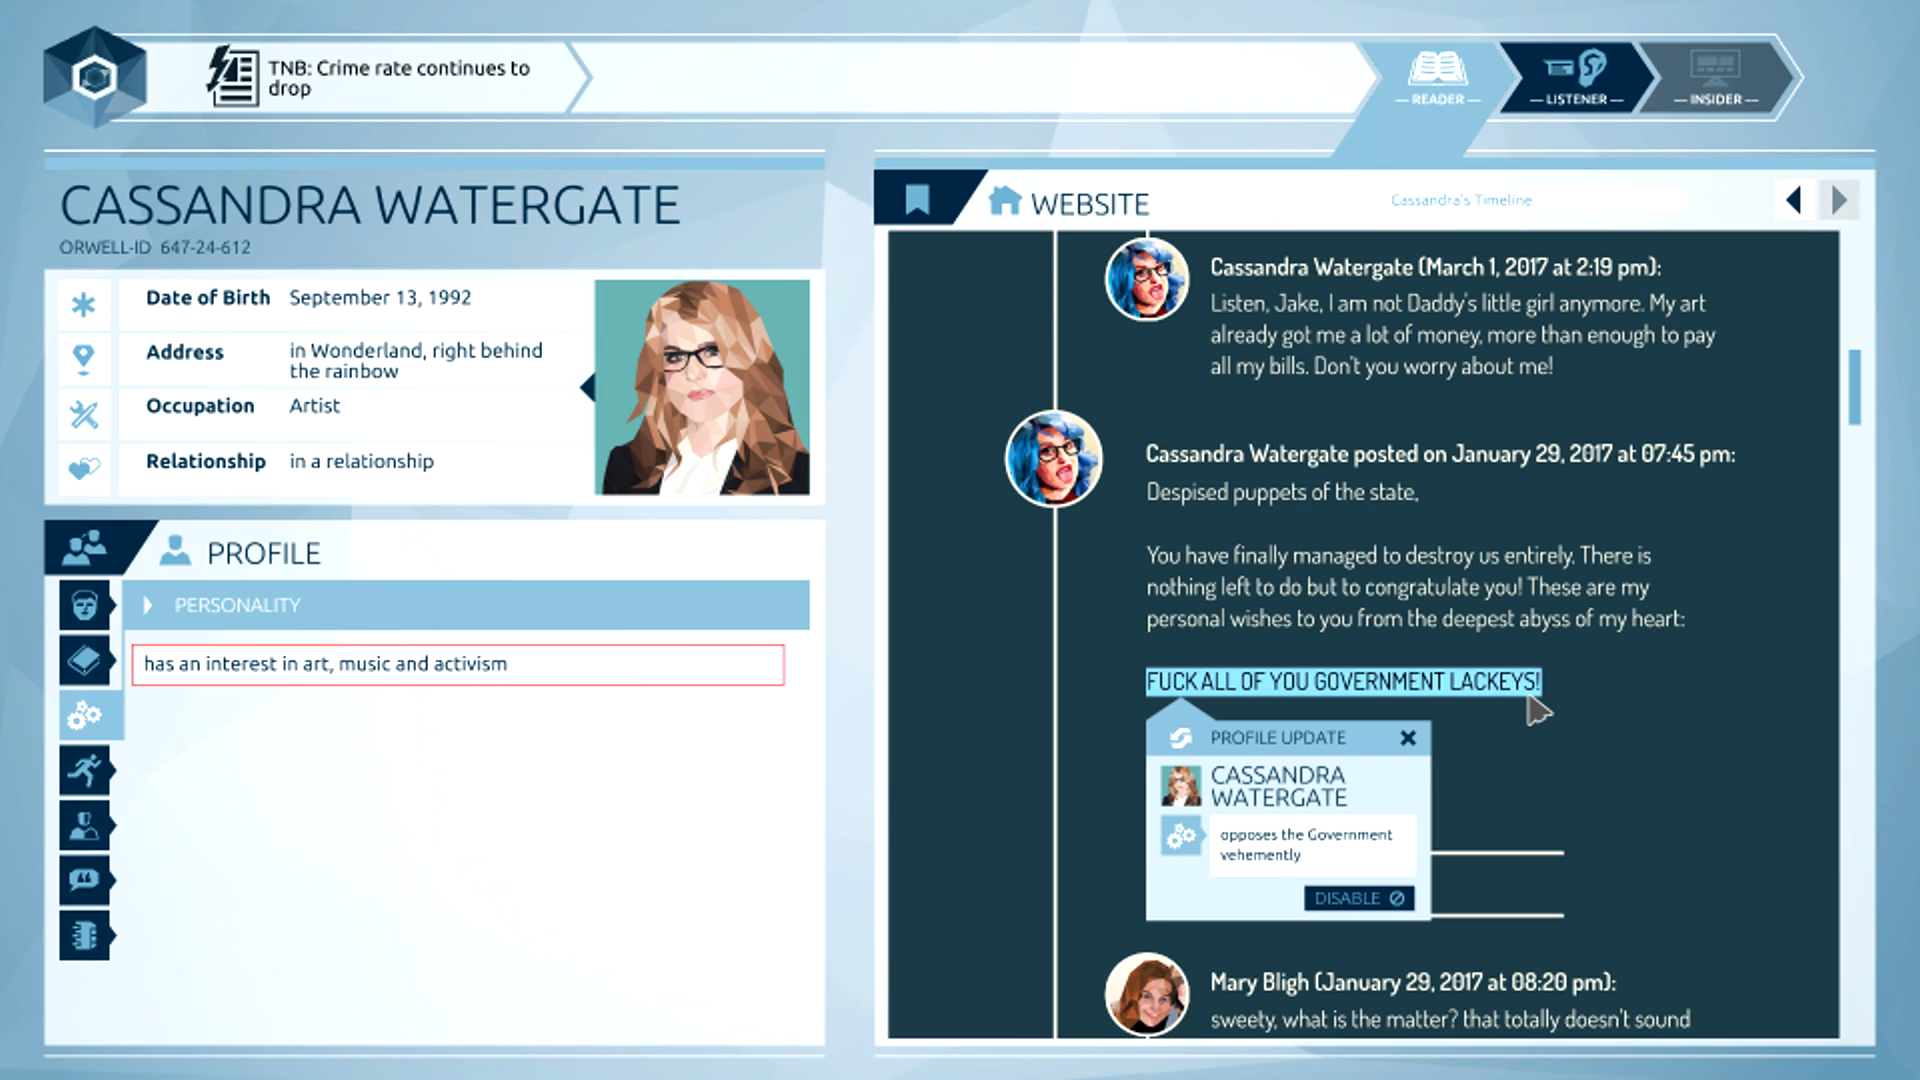 TNB: Crime rate continues to
drop
— READER —
— LISTENER —
— INSIDER —
CASSANDRA WATERGATE
ORWELL-ID 647-24-612
Date of Birth September 13, 1992
Address in Wonderland, right behind
the rainbow
Occupation Artist
Relationship in a relationship
PROFILE
PERSONALITY
has an interest in art, music and activism
WEBSITE
Cassandra's Timeline
Cassandra Watergate (March 1, 2017 at 2:19 pm):
Listen, Jake, I am not Daddy's little girl anymore. My art
already got me a lot of money, more than enough to pay
all my bills. Don't you worry about me!
Cassandra Watergate posted on January 29, 2017 at 07:45 pm:
Despised puppets of the state,
You have finally managed to destroy us entirely. There is
nothing left to do but to congratulate you! These are my
personal wishes to you from the deepest abyss of my heart:
FUCK ALL OF YOU GOVERNMENT LACKEYS!
PROFILE UPDATE
CASSANDRA
WATERGATE
opposes the Government
vehemently
DISABLE
Mary Bligh (January 29, 2017 at 08:20 pm):
sweety, what is the matter? that totally doesn't sound